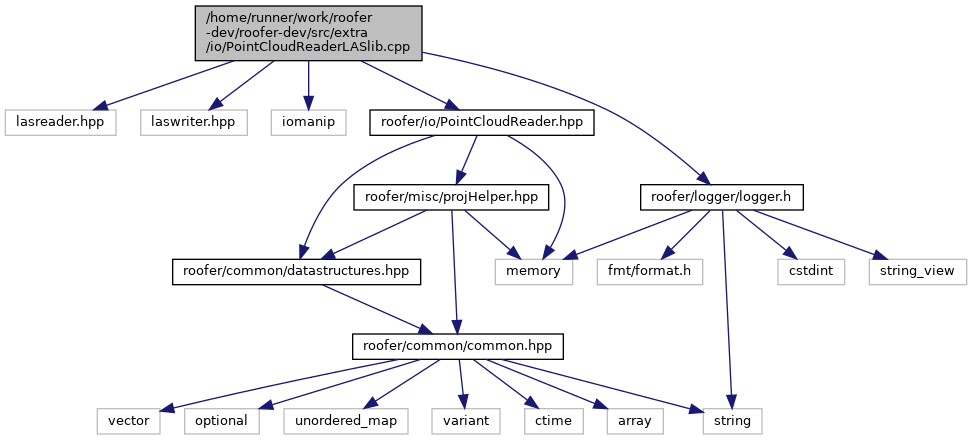 /home/runner/work/roofer
-dev/roofer-dev/src/extra
/io/PointCloudReaderLASlib.cpp
lasreader.hpp
laswriter.hpp
iomanip
roofer/io/PointCloudReader.hpp
roofer/misc/projHelper.hpp
roofer/logger/logger.h
roofer/common/datastructures.hpp
memory
fmt/format.h
cstdint
string_view
roofer/common/common.hpp
vector
optional
unordered_map
variant
ctime
array
string